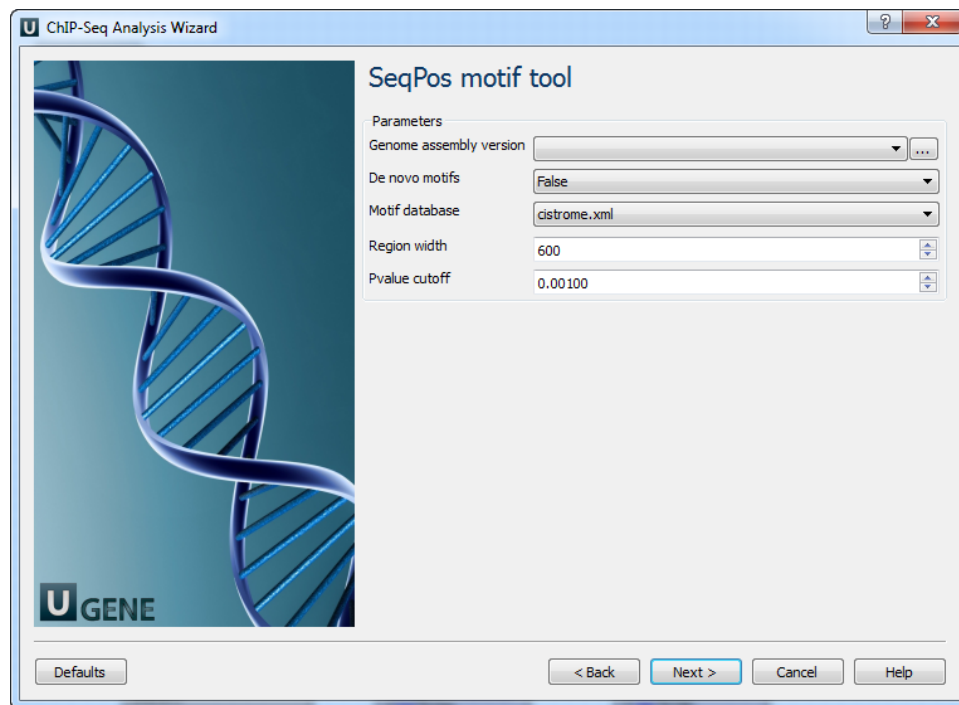 U ChIP-Seq Analysis Wizard
?
X
SeqPos motif tool
Parameters
Genome assembly version
...
De novo motifs False
Motif database cistrome.xml
Region width 600
Pvalue cutoff 0.00100
U GENE
Defaults < Back Next > Cancel Help